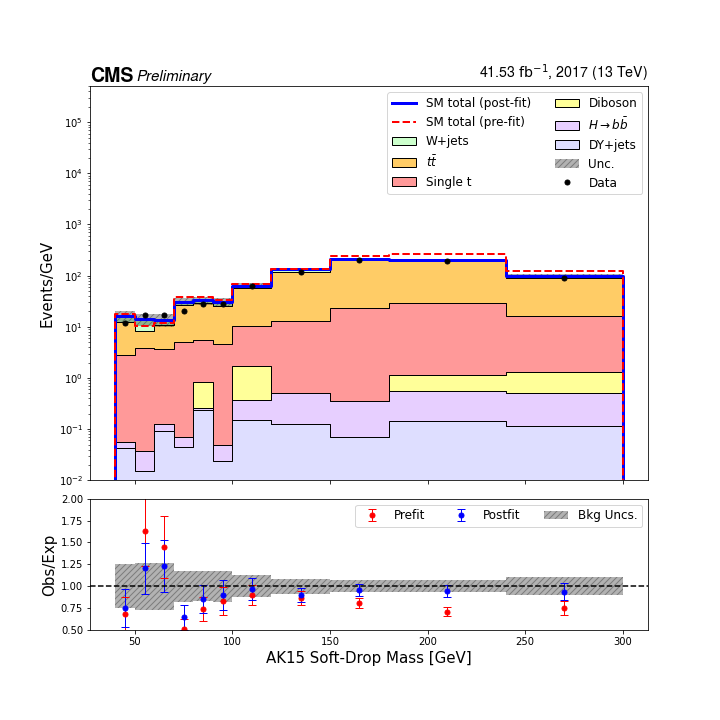 CMS Preliminary
41.53 fb⁻¹, 2017 (13 TeV)
Events/GeV
10⁵
10⁴
10³
10²
10¹
10⁰
10⁻¹
10⁻²
SM total (post-fit)
SM total (pre-fit)
W+jets
tt̄
Single t
Diboson
H→bb̄
DY+jets
Unc.
Data
Obs/Exp
2.00
1.75
1.50
1.25
1.00
0.75
0.50
Prefit
Postfit
Bkg Uncs.
50
100
150
200
250
300
AK15 Soft-Drop Mass [GeV]